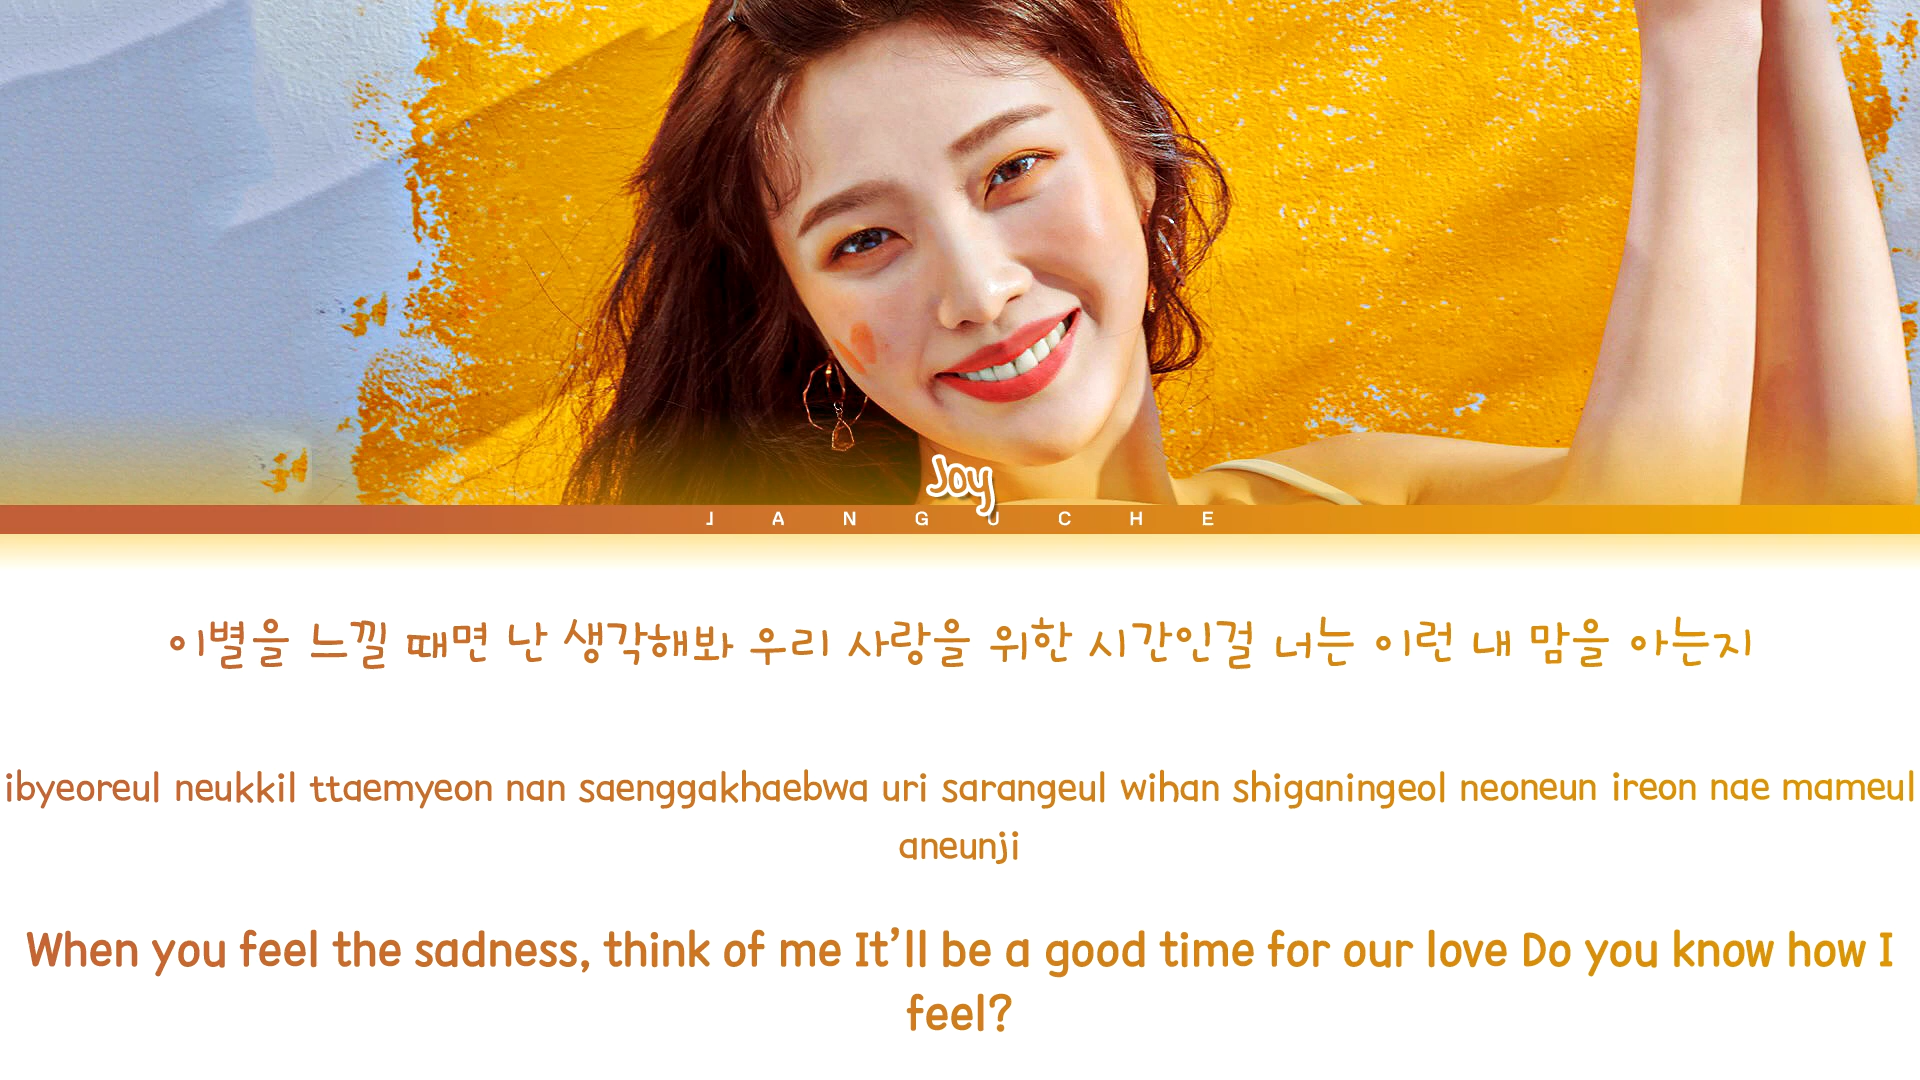 Joy
JANGUCHE
이별을 느낄 때면 난 생각해봐 우리 사랑을 위한 시간인걸 너는 이런 내 맘을 아는지
ibyeoreul neukkil ttaemyeon nan saenggakhaebwa uri sarangeul wihan shiganingeol neoneun ireon nae mameul
aneunji
When you feel the sadness, think of me It’ll be a good time for our love Do you know how I
feel?